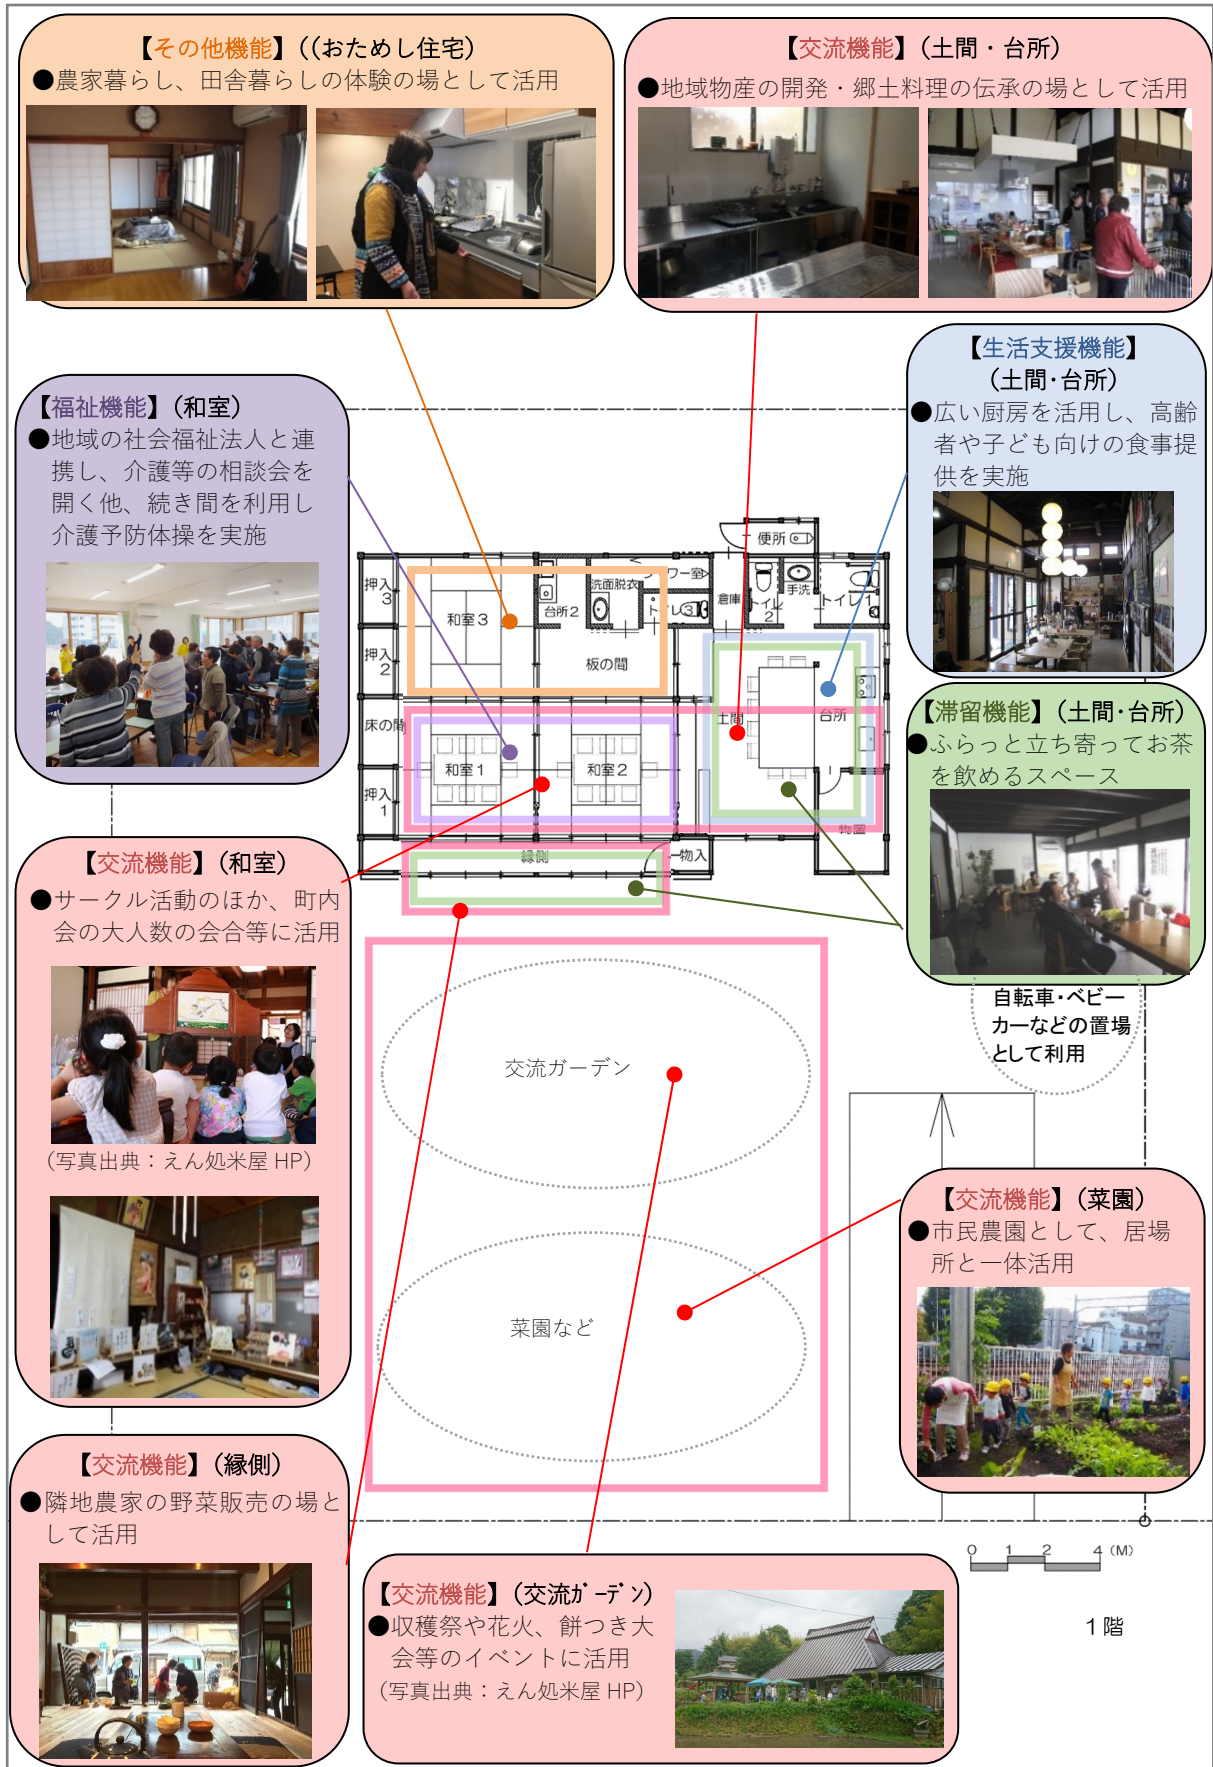 【その他機能】((おためし住宅)
●農家暮らし、田舎暮らしの体験の場として活用
【交流機能】(土間・台所)
●地域物産の開発・郷土料理の伝承の場として活用
【生活支援機能】
(土間・台所)
●広い厨房を活用し、高齢
者や子ども向けの食事提
供を実施
【福祉機能】(和室)
●地域の社会福祉法人と連
携し、介護等の相談会を
開く他、続き間を利用し
介護予防体操を実施
便所
押入
3
和室3
台所2
洗面脱衣
ワー室
トイレ3
倉庫
トイレ
2
手洗
トイレ1
押入
2
板の間
床の間
土間
台所
和室1
和室2
押入
1
物置
縁側
物入
【滞留機能】(土間・台所)
●ふらっと立ち寄ってお茶
を飲めるスペース
【交流機能】(和室)
●サークル活動のほか、町内
会の大人数の会合等に活用
(写真出典：えん処米屋 HP)
自転車・ベビー
カーなどの置場
として利用
交流ガーデン
菜園など
【交流機能】(菜園)
●市民農園として、居場
所と一体活用
【交流機能】(縁側)
●隣地農家の野菜販売の場と
して活用
【交流機能】(交流ｶﾞｰﾃﾞﾝ)
●収穫祭や花火、餅つき大
会等のイベントに活用
(写真出典：えん処米屋 HP)
0 1 2 4 (M)
1階